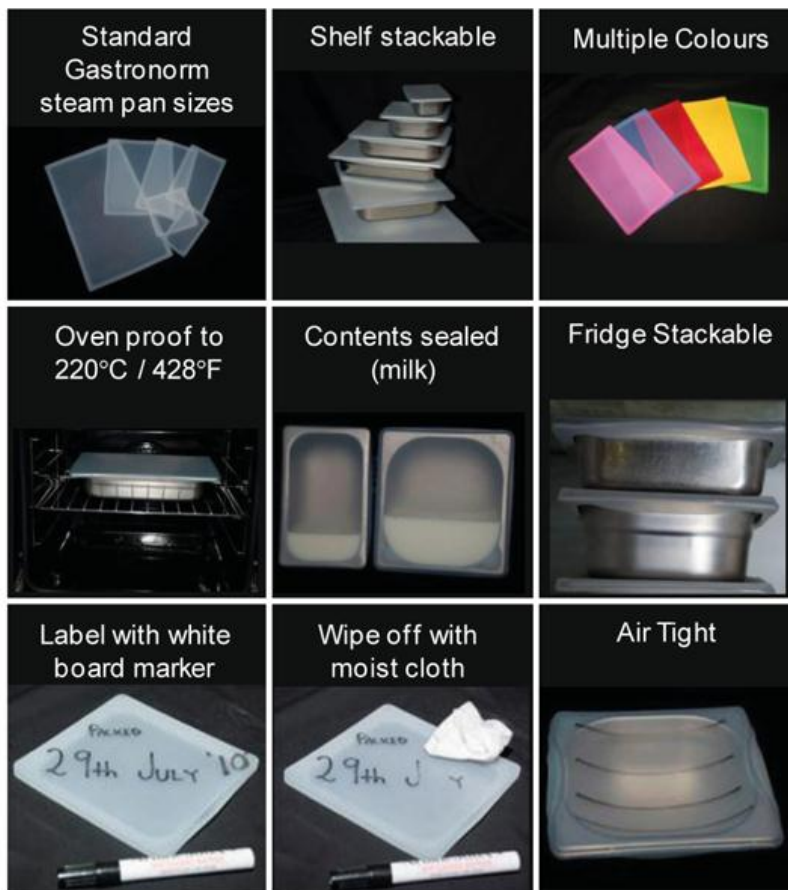 Standard
Gastronorm
steam pan sizes
Shelf stackable
Multiple Colours
Oven proof to
220°C / 428°F
Contents sealed
(milk)
Fridge Stackable
Label with white
board marker
Wipe off with
moist cloth
Air Tight
PACKED
29th JULY '10
PACKED
29th J Y